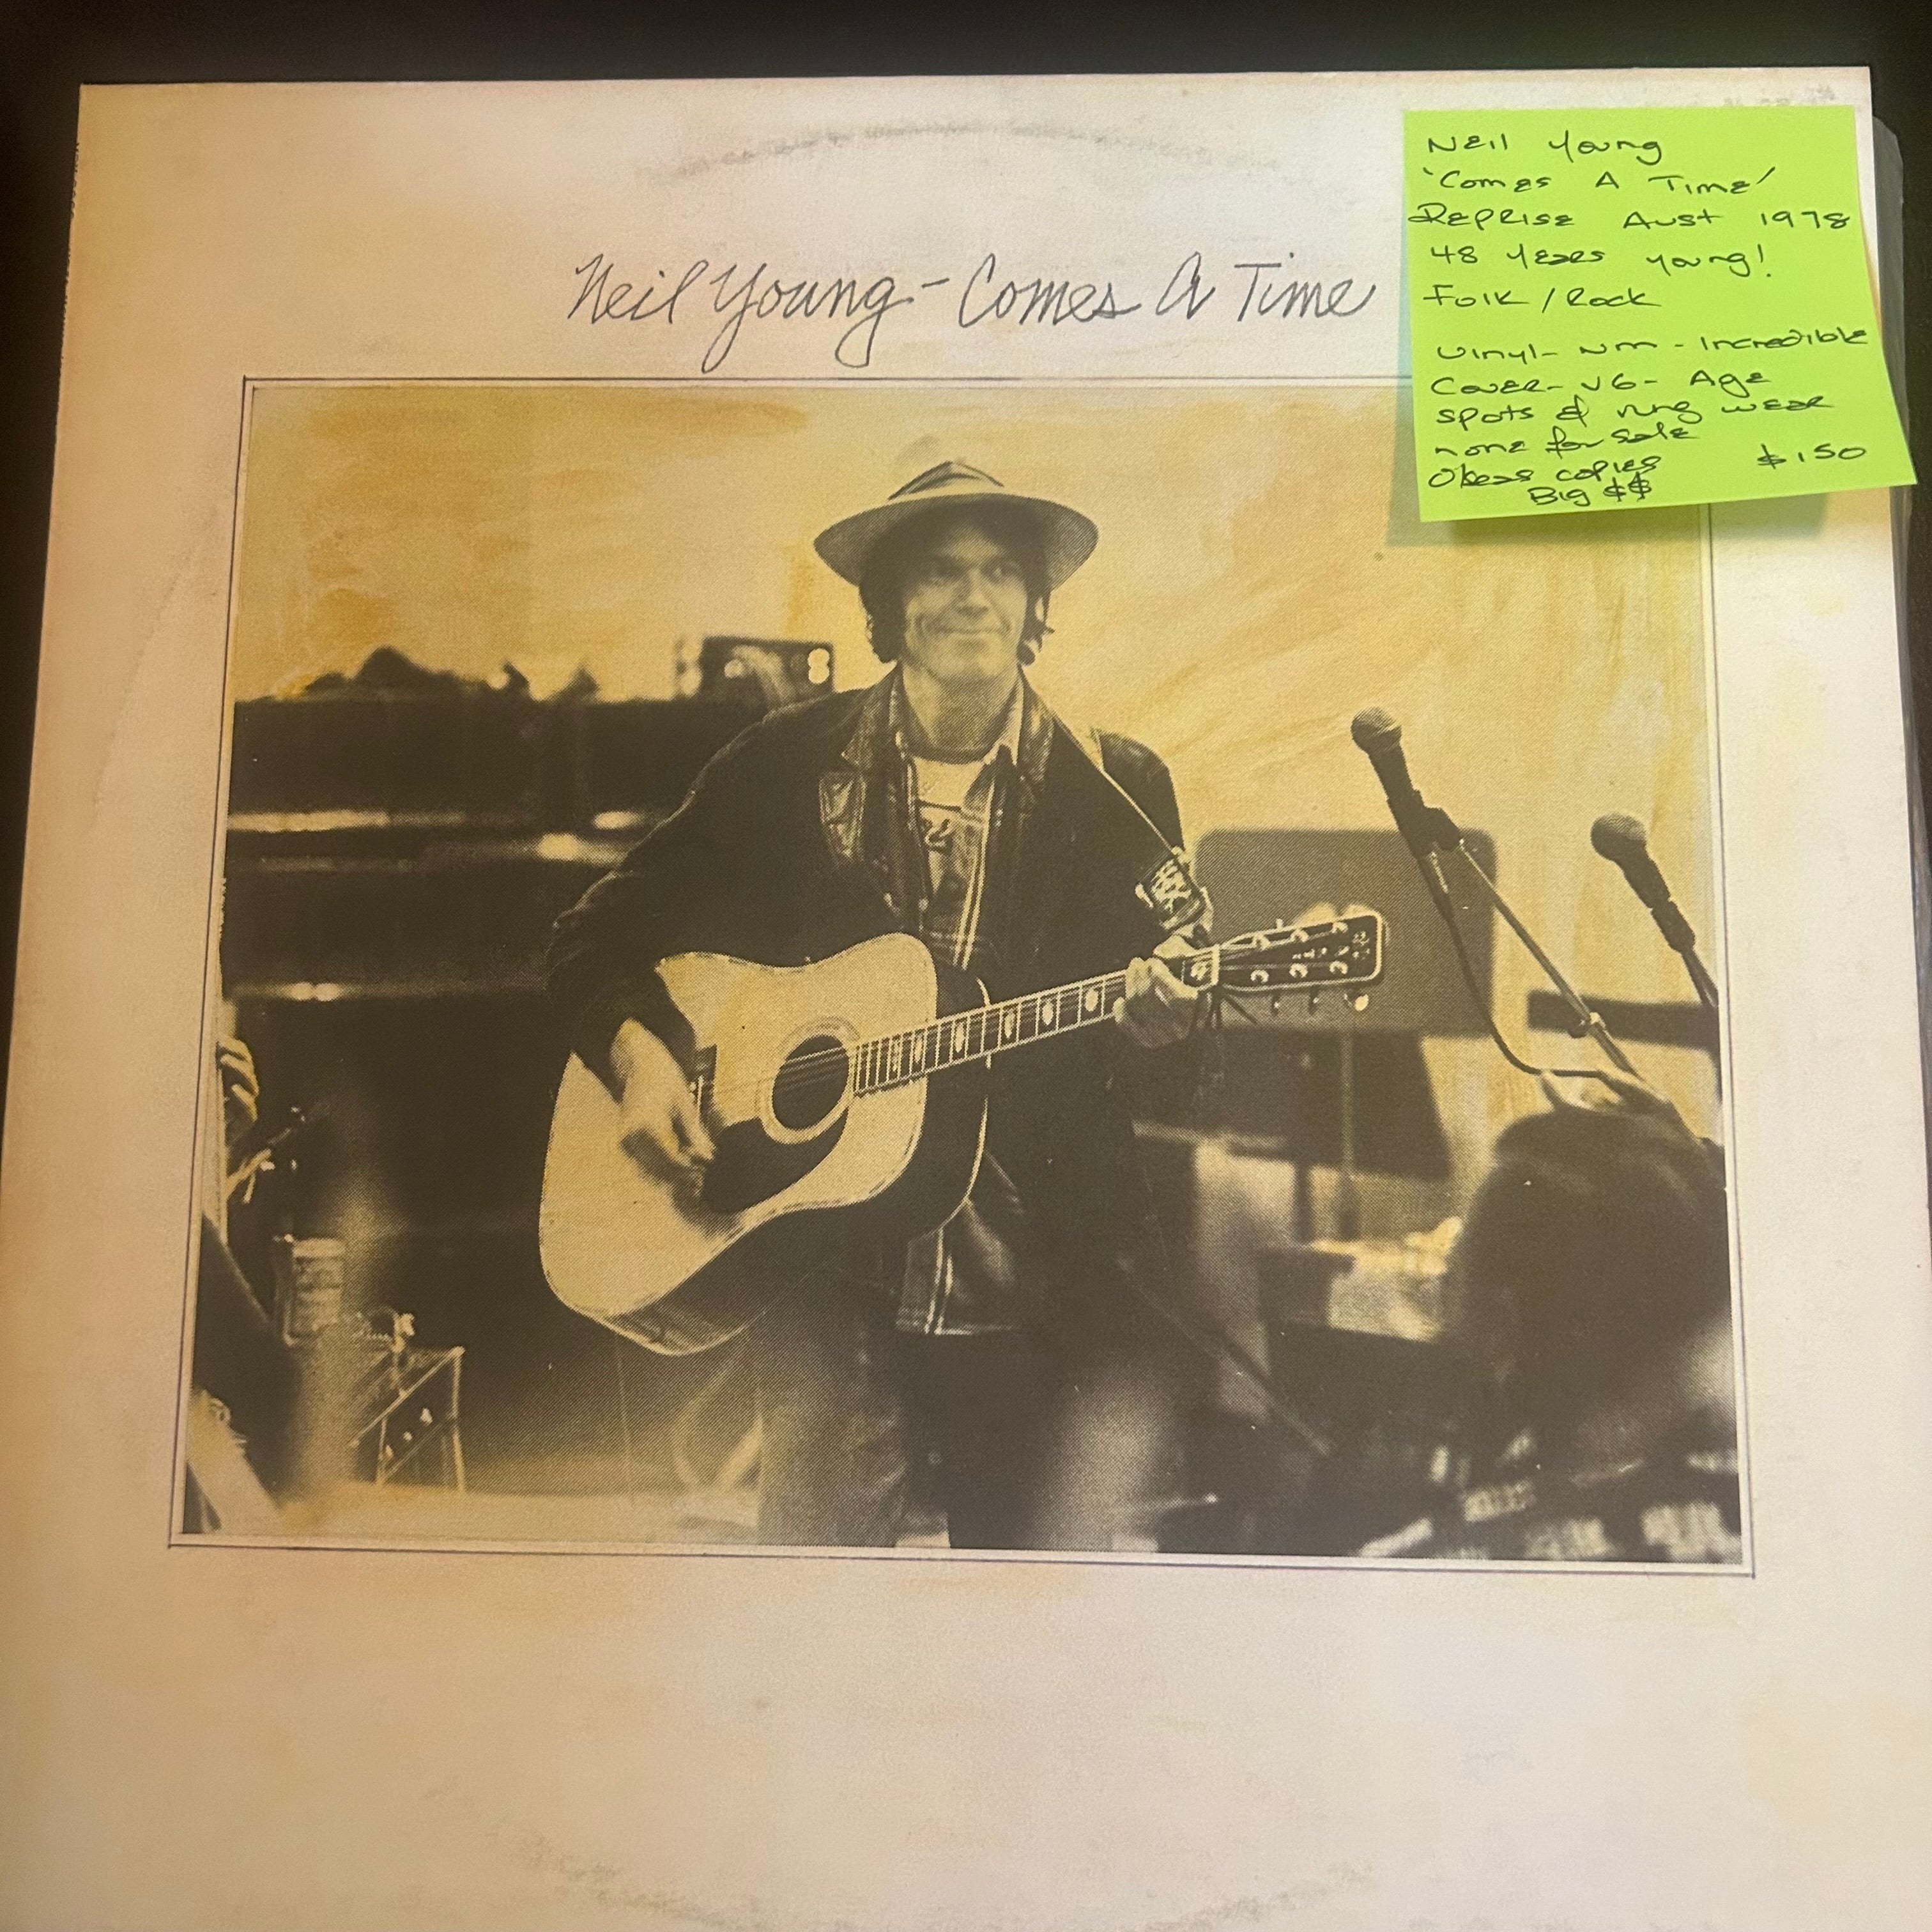 Neil Young - Comes A Time
Neil Young
'Comes A Time'
Reprise Aust 1978
48 years young!
Folk / Rock
Vinyl - NM - Incredible
Cover - VG - Age
spots & ring wear
none for sale
Others copies
Big $$
$150